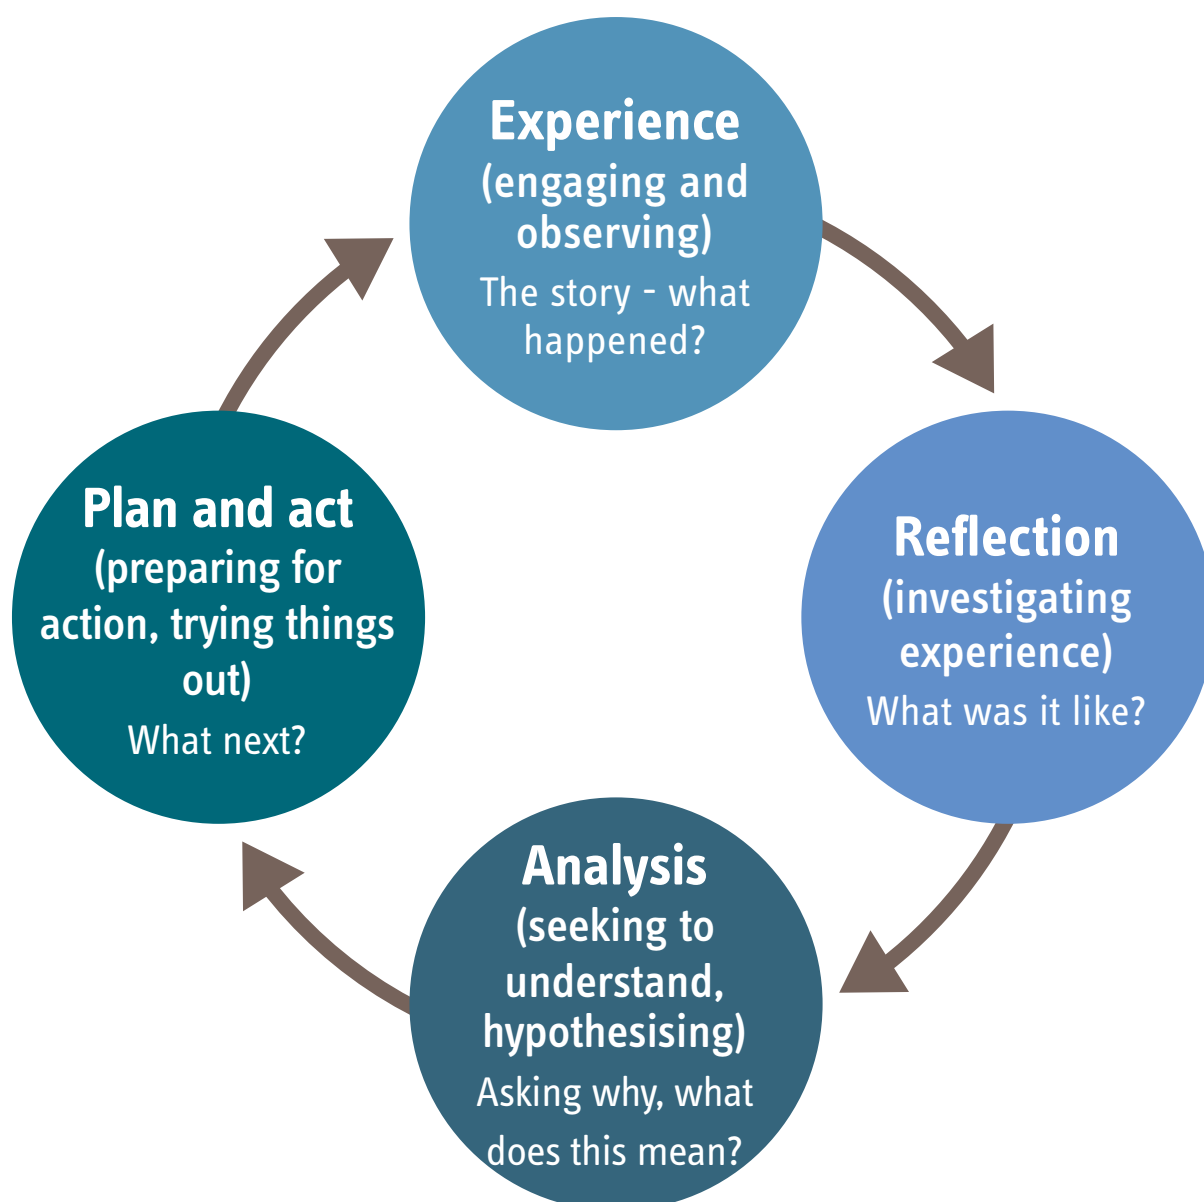 Experience
(engaging and
observing)
The story - what
happened?
Reflection
(investigating
experience)
What was it like?
Analysis
(seeking to
understand,
hypothesising)
Asking why, what
does this mean?
Plan and act
(preparing for
action, trying things
out)
What next?